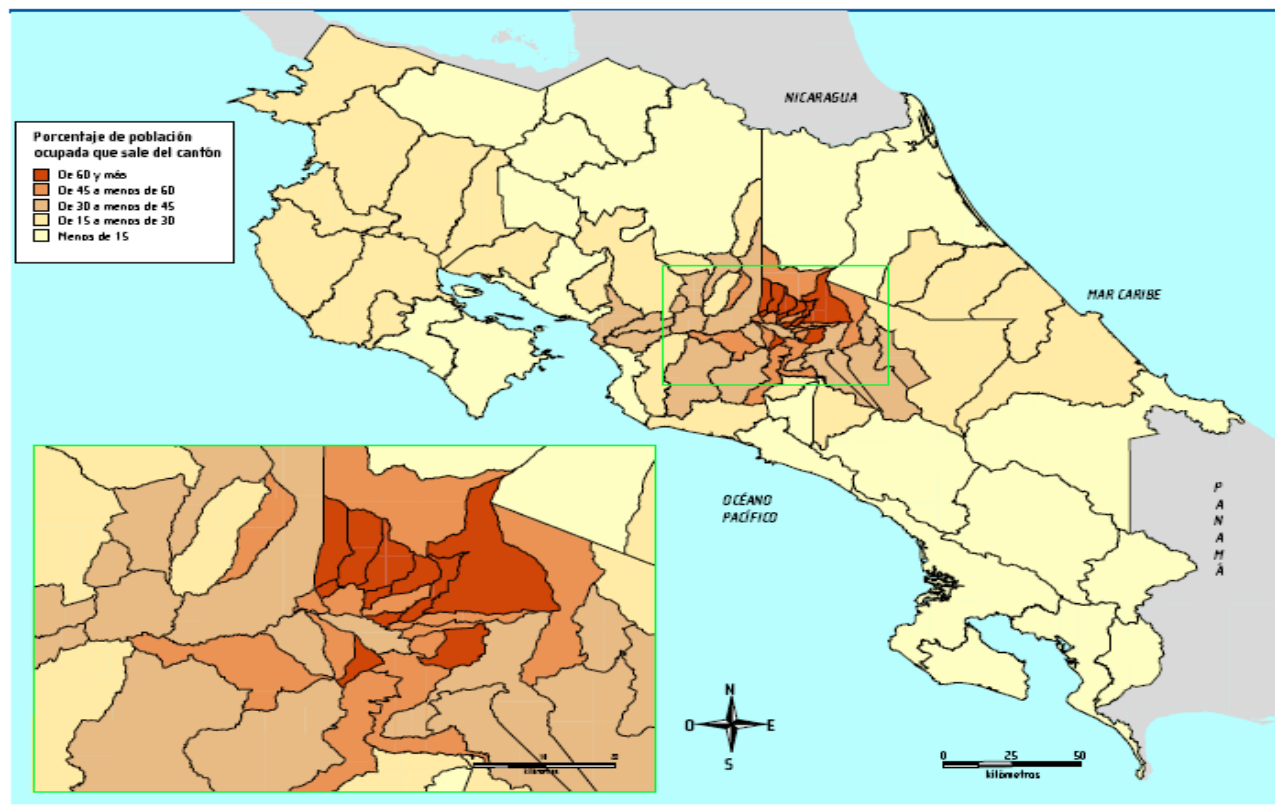 NICARAGUA
Porcentaje de población
ocupada que sale del cantón
De 60 y más
De 45 a menos de 60
De 30 a menos de 45
De 15 a menos de 30
Menos de 15
MAR CARIBE
OCÉANO
PACÍFICO
PANAMÁ
N
O E
S
0 25 50
kilómetros
kilómetros